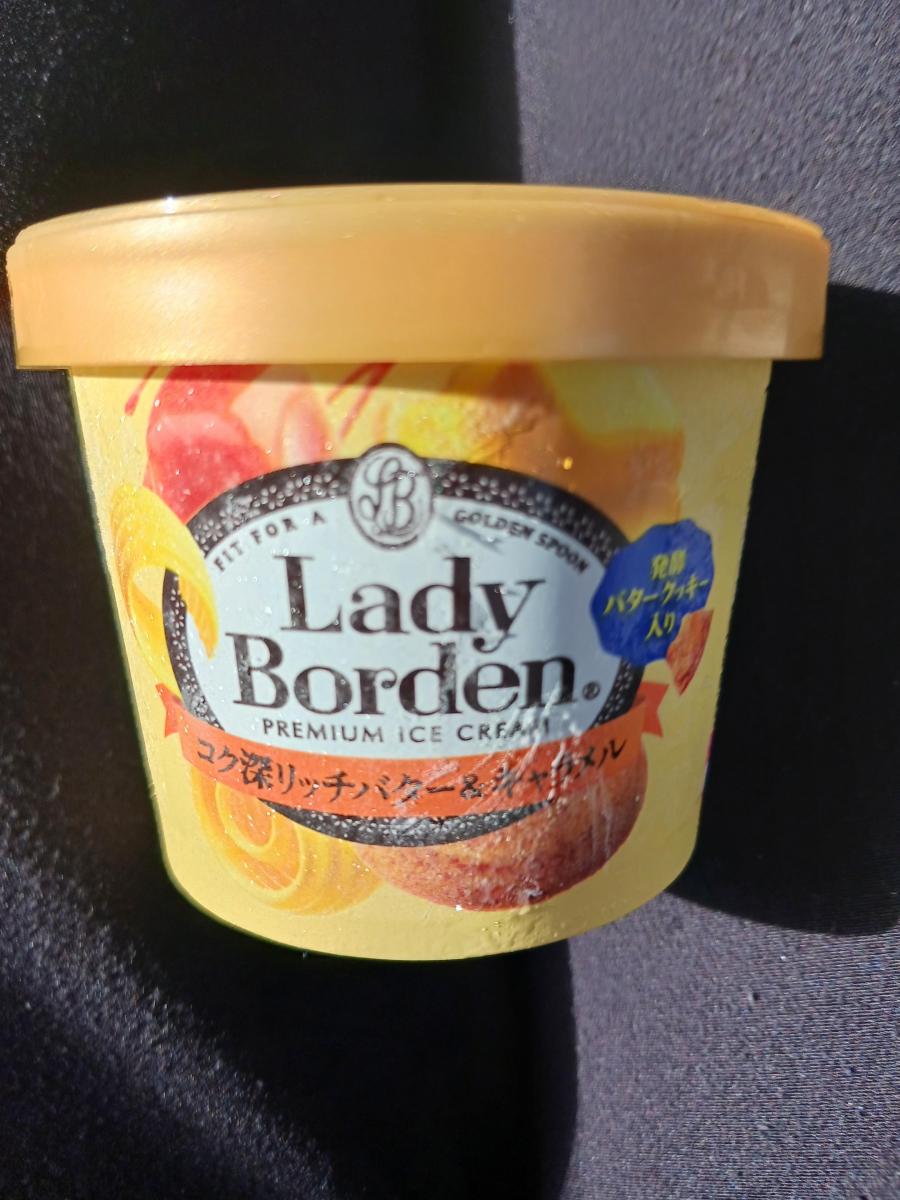 LB
FIT FOR A GOLDEN SPOON
Lady
Borden®
PREMIUM ICE CREAM
コク深リッチバター&キャラメル
発酵
バタークッキー
入り